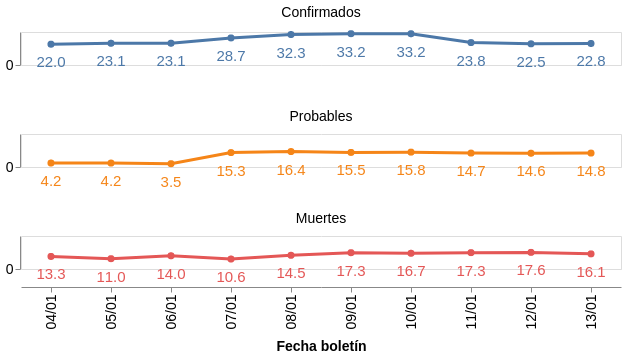 Confirmados
0
22.0 23.1 23.1 28.7 32.3 33.2 33.2 23.8 22.5 22.8
Probables
0
4.2 4.2 3.5 15.3 16.4 15.5 15.8 14.7 14.6 14.8
Muertes
0
13.3 11.0 14.0 10.6 14.5 17.3 16.7 17.3 17.6 16.1
04/01 05/01 06/01 07/01 08/01 09/01 10/01 11/01 12/01 13/01
Fecha boletín